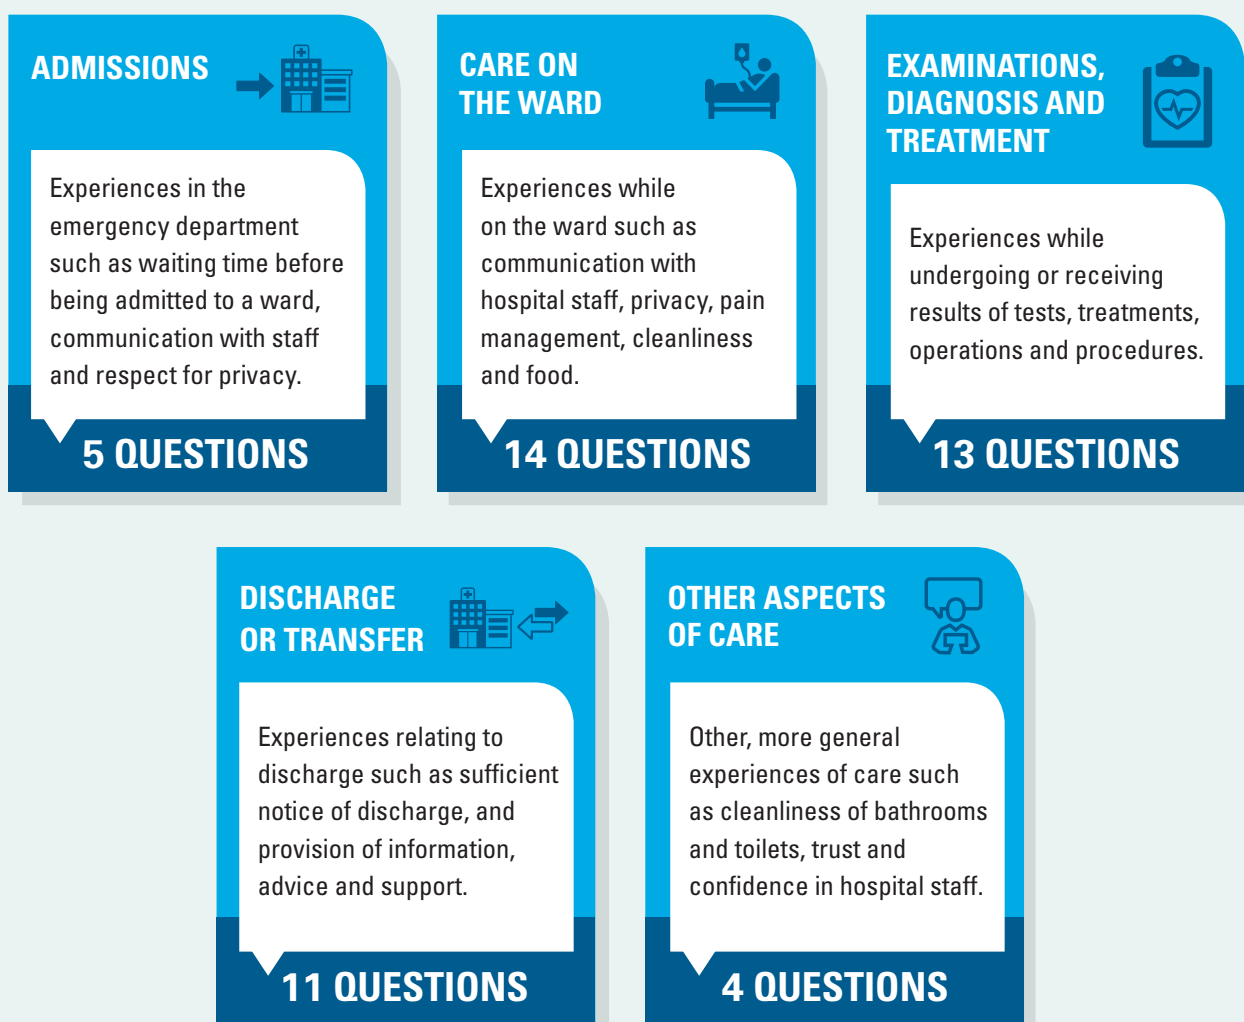 ADMISSIONS
Experiences in the
emergency department
such as waiting time before
being admitted to a ward,
communication with staff
and respect for privacy.
5 QUESTIONS
CARE ON
THE WARD
Experiences while
on the ward such as
communication with
hospital staff, privacy, pain
management, cleanliness
and food.
14 QUESTIONS
EXAMINATIONS,
DIAGNOSIS AND
TREATMENT
Experiences while
undergoing or receiving
results of tests, treatments,
operations and procedures.
13 QUESTIONS
DISCHARGE
OR TRANSFER
Experiences relating to
discharge such as sufficient
notice of discharge, and
provision of information,
advice and support.
11 QUESTIONS
OTHER ASPECTS
OF CARE
Other, more general
experiences of care such
as cleanliness of bathrooms
and toilets, trust and
confidence in hospital staff.
4 QUESTIONS